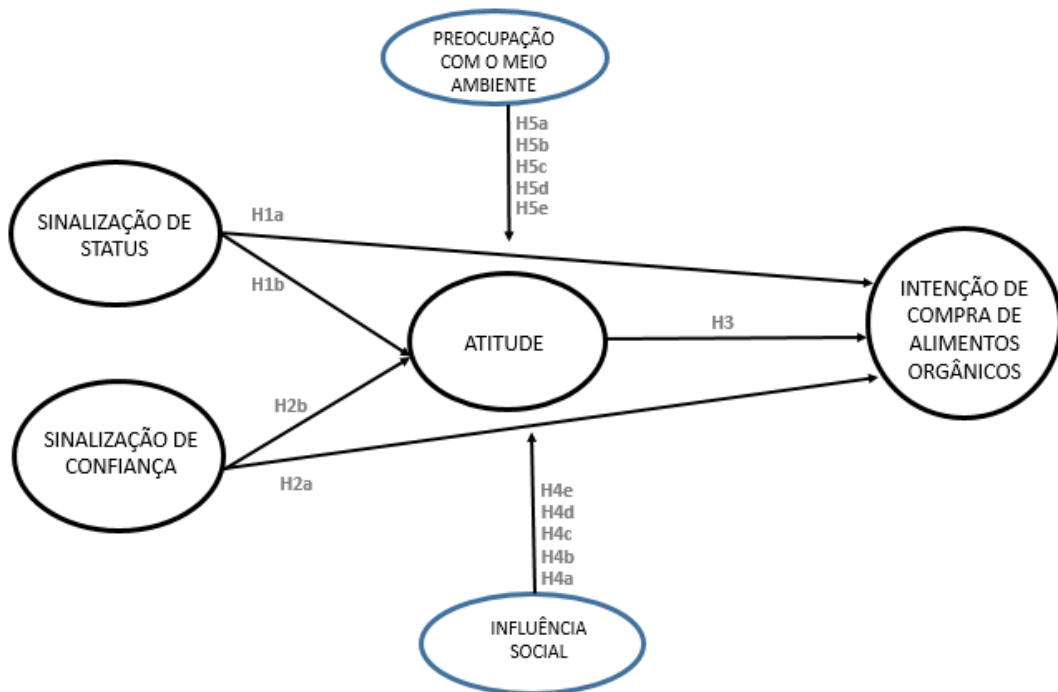 PREOCUPAÇÃO
COM O MEIO
AMBIENTE
H5a
H5b
H5c
H5d
H5e
SINALIZAÇÃO DE
STATUS
H1a
H1b
ATITUDE
H3
INTENÇÃO DE
COMPRA DE
ALIMENTOS
ORGÂNICOS
SINALIZAÇÃO DE
CONFIANÇA
H2b
H2a
H4e
H4d
H4c
H4b
H4a
INFLUÊNCIA
SOCIAL